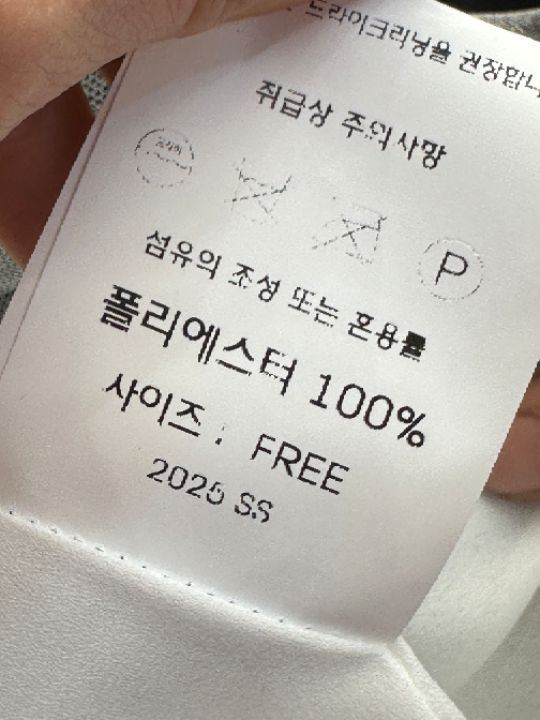 드라이크리닝을 권장합니
취급상 주의사항
P
섬유의 조성 또는 혼용률
폴리에스터 100%
사이즈 : FREE
2025 SS